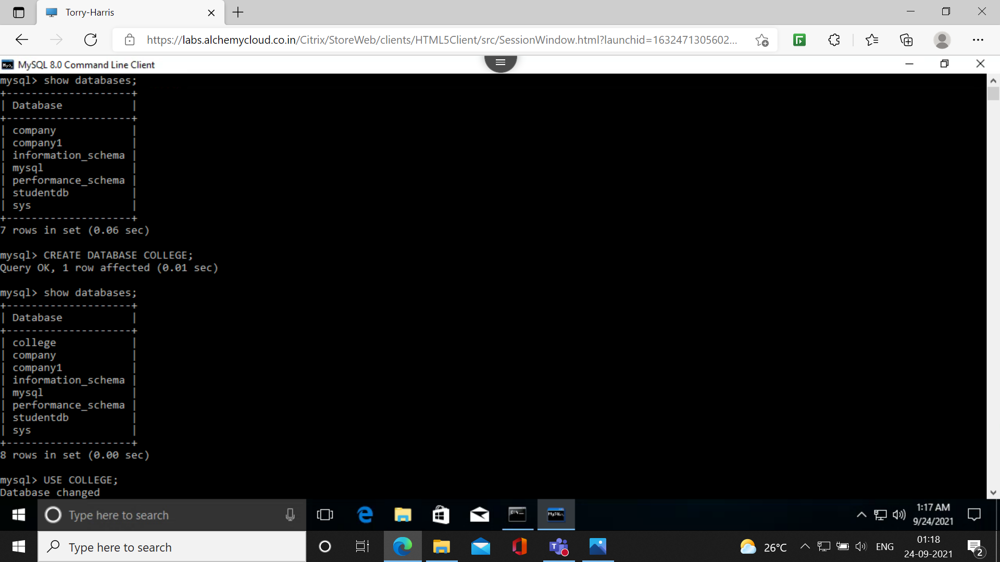 Torry-Harris
https://labs.alchemycloud.co.in/Citrix/StoreWeb/clients/HTML5Client/src/SessionWindow.html?launchid=1632471305602...
MySQL 8.0 Command Line Client
mysql> show databases;
+--------------------+
| Database           |
+--------------------+
| company            |
| company1           |
| information_schema |
| mysql              |
| performance_schema |
| studentdb          |
| sys                |
+--------------------+
7 rows in set (0.06 sec)
mysql> CREATE DATABASE COLLEGE;
Query OK, 1 row affected (0.01 sec)
mysql> show databases;
+--------------------+
| Database           |
+--------------------+
| college            |
| company            |
| company1           |
| information_schema |
| mysql              |
| performance_schema |
| studentdb          |
| sys                |
+--------------------+
8 rows in set (0.00 sec)
mysql> USE COLLEGE;
Database changed
Type here to search
1:17 AM
9/24/2021
Type here to search
26°C
ENG
01:18
24-09-2021
2